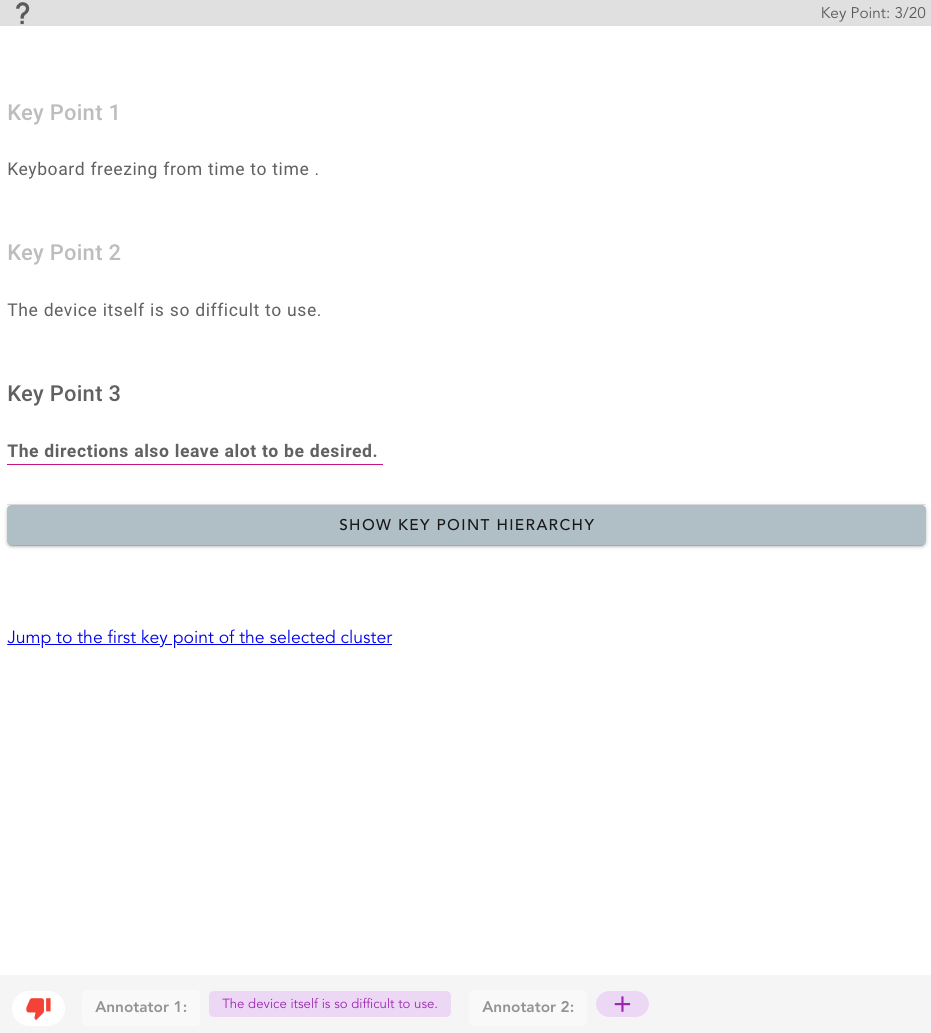 ?
Key Point: 3/20
Key Point 1
Keyboard freezing from time to time .
Key Point 2
The device itself is so difficult to use.
Key Point 3
The directions also leave alot to be desired.
SHOW KEY POINT HIERARCHY
Jump to the first key point of the selected cluster
Annotator 1: The device itself is so difficult to use. Annotator 2: +